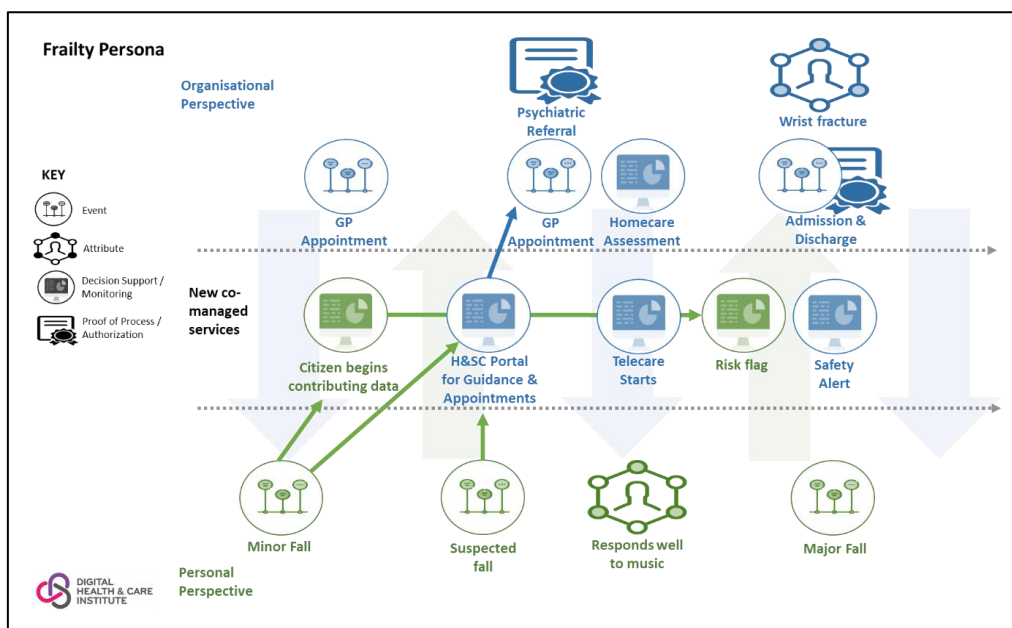 Frailty Persona
Organisational
Perspective
Psychiatric
Referral
Wrist fracture
KEY
Event
Attribute
Decision Support /
Monitoring
Proof of Process /
Authorization
GP
Appointment
GP
Appointment
Homecare
Assessment
Admission &
Discharge
New co-
managed
services
Citizen begins
contributing data
H&SC Portal
for Guidance &
Appointments
Telecare
Starts
Risk flag
Safety
Alert
Minor Fall
Suspected
fall
Responds well
to music
Major Fall
Personal
Perspective
DIGITAL
HEALTH & CARE
INSTITUTE